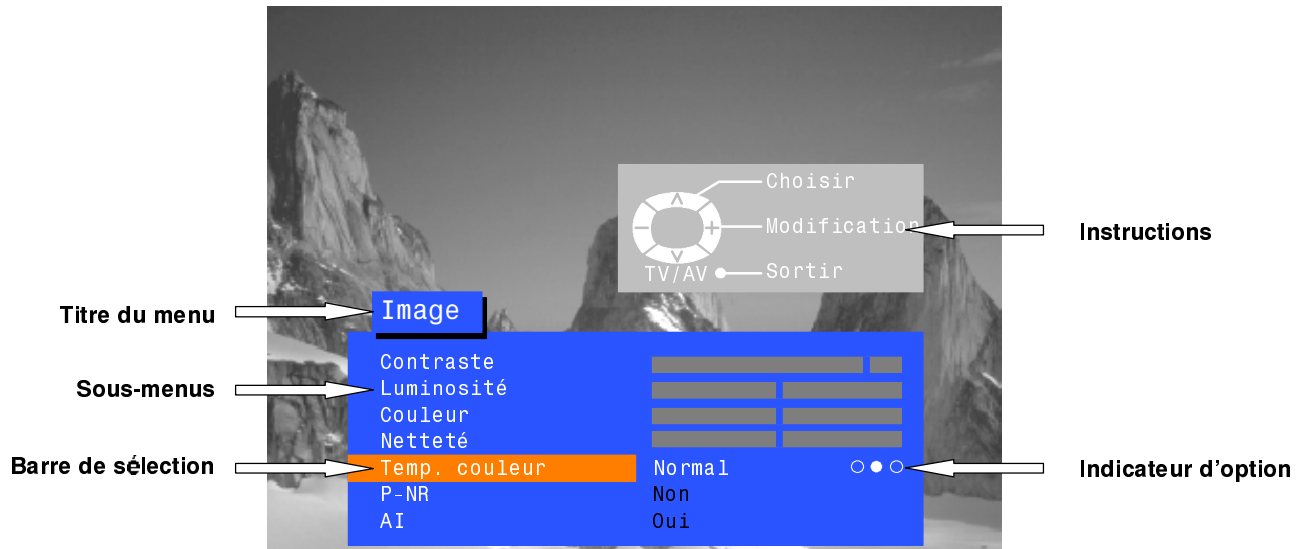 Choisir
Modification
Instructions
TV/AV Sortir
Titre du menu
Image
Contraste
Sous-menus
Luminosité
Couleur
Netteté
Barre de sélection
Temp. couleur Normal
Indicateur d'option
P-NR Non
AI Oui